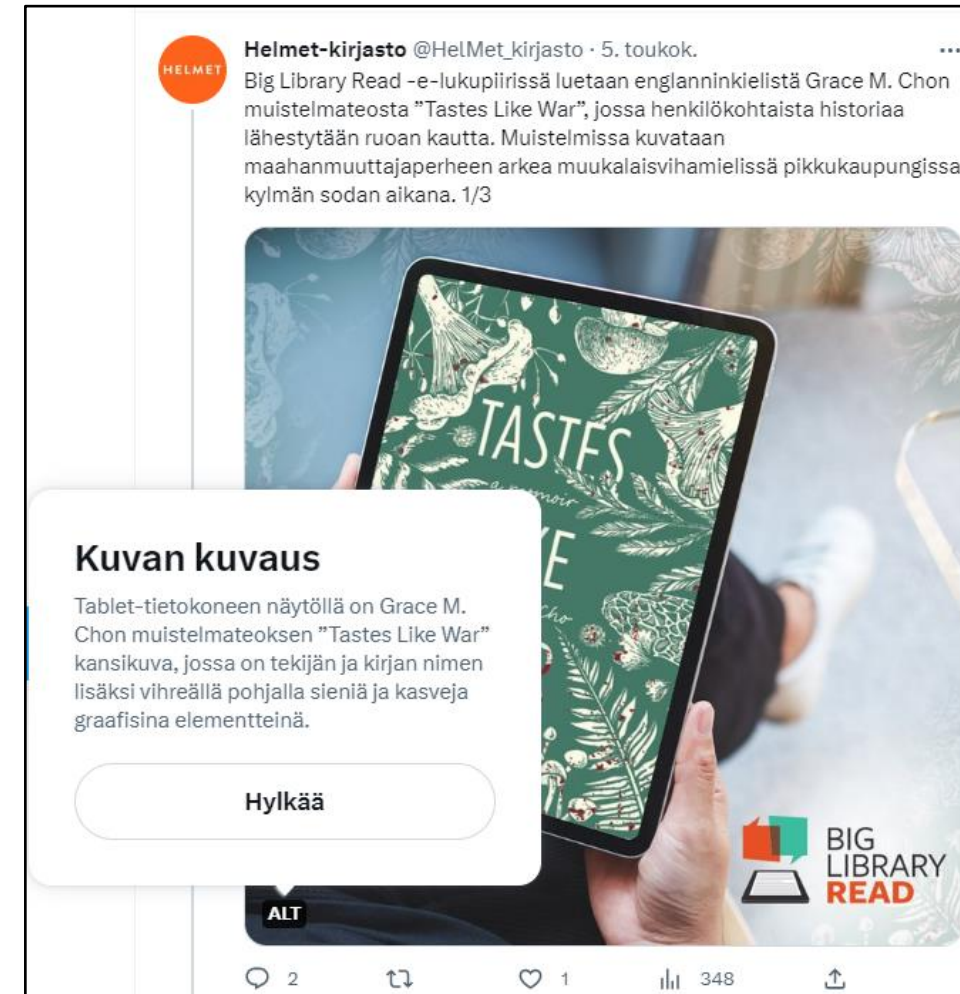 Helmet-kirjasto @HelMet_kirjasto · 5. toukok.
HELMET
Big Library Read -e-lukupiirissä luetaan englanninkielistä Grace M. Chon
muistelmateosta ”Tastes Like War”, jossa henkilökohtaista historiaa
lähestytään ruoan kautta. Muistelmissa kuvataan
maahanmuuttajaperheen arkea muukalaisvihamielissä pikkukaupungissa
kylmän sodan aikana. 1/3
TASTES
a memoir
KE
Cho
Kuvan kuvaus
Tablet-tietokoneen näytöllä on Grace M.
Chon muistelmateoksen ”Tastes Like War”
kansikuva, jossa on tekijän ja kirjan nimen
lisäksi vihreällä pohjalla sieniä ja kasveja
graafisina elementteinä.
Hylkää
BIG
LIBRARY
READ
ALT
2
1
348